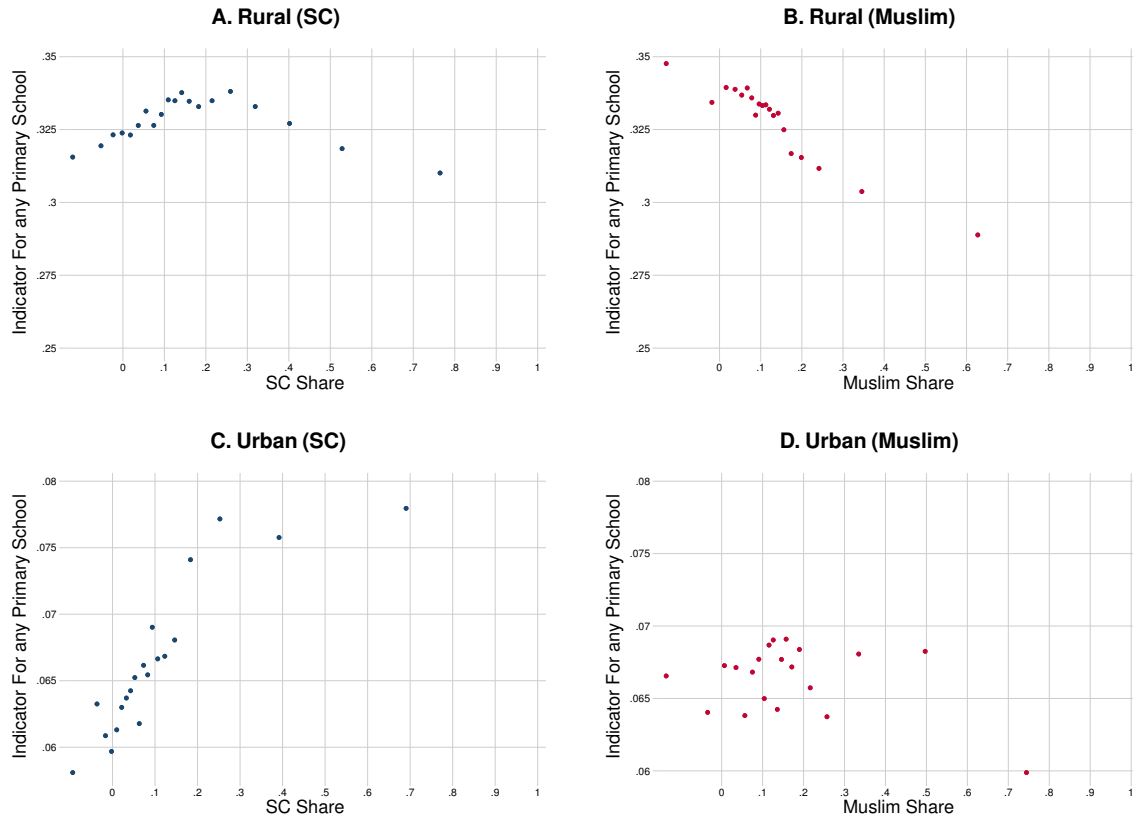 A. Rural (SC)
Indicator For any Primary School
.35
.325
.3
.275
.25
0 .1 .2 .3 .4 .5 .6 .7 .8 .9 1
SC Share
B. Rural (Muslim)
Indicator For any Primary School
.35
.325
.3
.275
.25
0 .1 .2 .3 .4 .5 .6 .7 .8 .9 1
Muslim Share
C. Urban (SC)
Indicator For any Primary School
.08
.075
.07
.065
.06
0 .1 .2 .3 .4 .5 .6 .7 .8 .9 1
SC Share
D. Urban (Muslim)
Indicator For any Primary School
.08
.075
.07
.065
.06
0 .1 .2 .3 .4 .5 .6 .7 .8 .9 1
Muslim Share